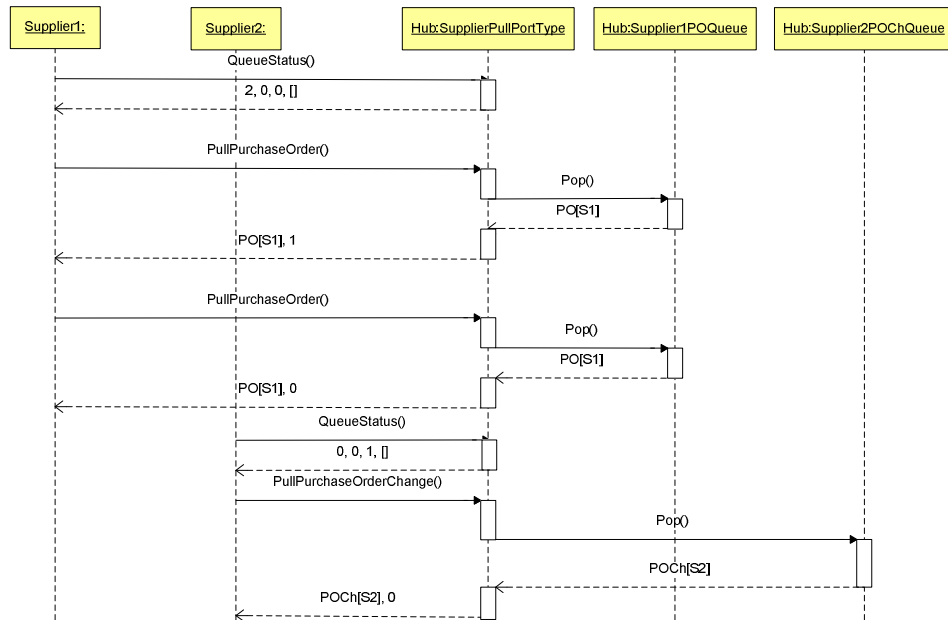 Supplier1:
Supplier2:
Hub:SupplierPullPortType
Hub:Supplier1POQueue
Hub:Supplier2POChQueue
QueueStatus()
2, 0, 0, []
PullPurchaseOrder()
Pop()
PO[S1]
PO[S1], 1
PullPurchaseOrder()
Pop()
PO[S1]
PO[S1], 0
QueueStatus()
0, 0, 1, []
PullPurchaseOrderChange()
Pop()
POCh[S2]
POCh[S2], 0